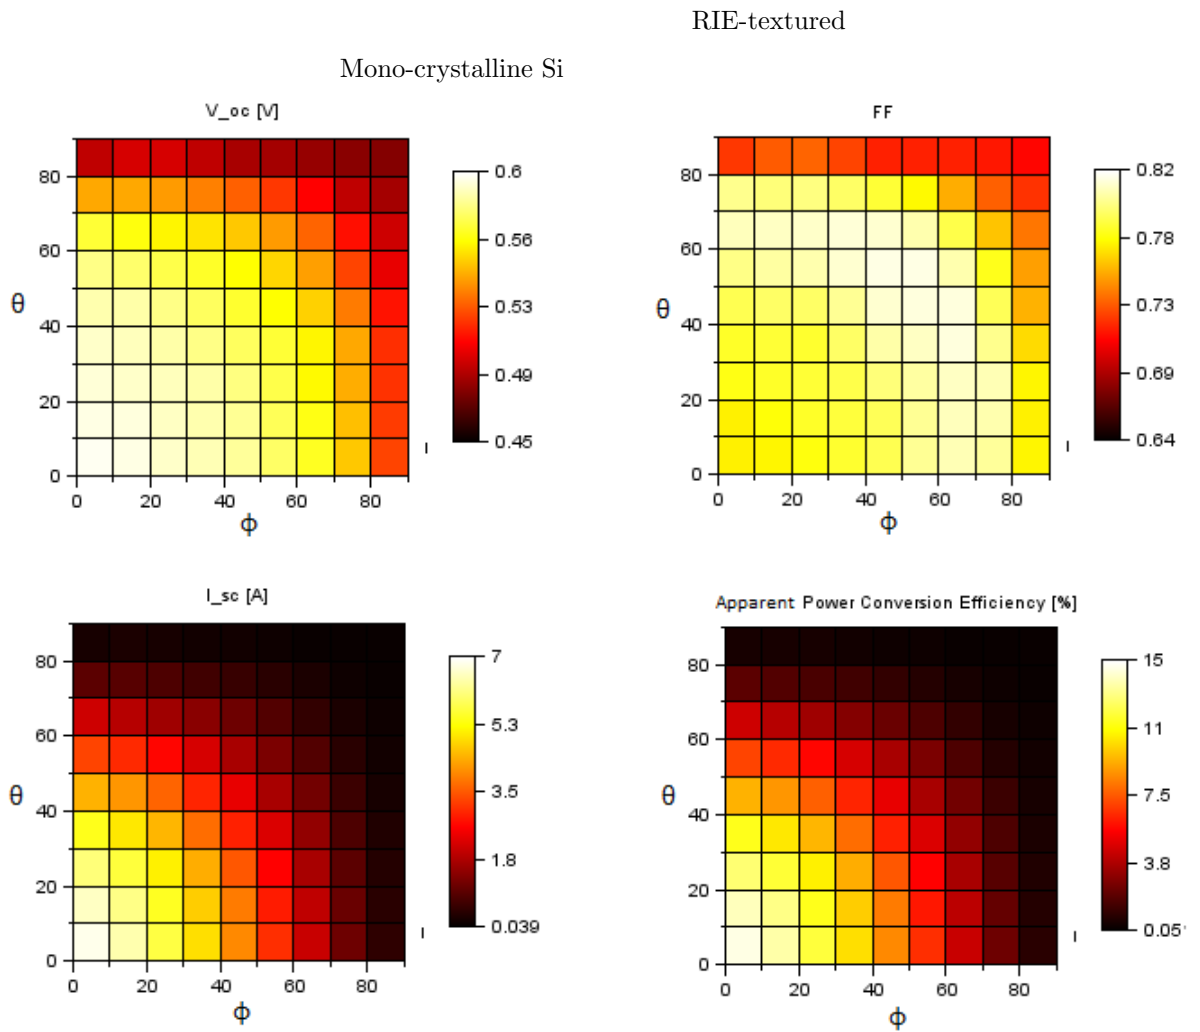 RIE-textured
Mono-crystalline Si
V_oc [V]
80
60
40
20
0
θ
0 20 40 60 80
ϕ
0.6
0.56
0.53
0.49
0.45
FF
80
60
40
20
0
θ
0 20 40 60 80
ϕ
0.82
0.78
0.73
0.69
0.64
I_sc [A]
80
60
40
20
0
θ
0 20 40 60 80
ϕ
7
5.3
3.5
1.8
0.039
Apparent Power Conversion Efficiency [%]
80
60
40
20
0
θ
0 20 40 60 80
ϕ
15
11
7.5
3.8
0.05